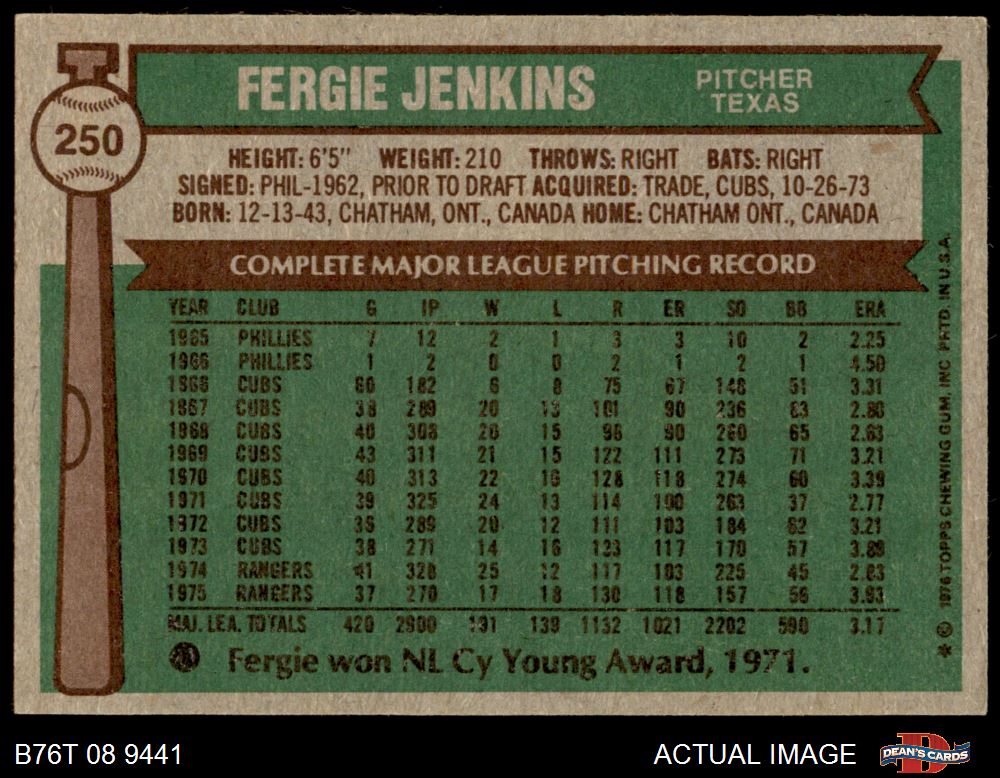 250
FERGIE JENKINS
PITCHER
TEXAS
HEIGHT: 6'5" WEIGHT: 210 THROWS: RIGHT BATS: RIGHT
SIGNED: PHIL-1962, PRIOR TO DRAFT ACQUIRED: TRADE, CUBS, 10-26-73
BORN: 12-13-43, CHATHAM, ONT., CANADA HOME: CHATHAM ONT., CANADA
COMPLETE MAJOR LEAGUE PITCHING RECORD
YEAR CLUB G IP W L R ER SO BB ERA
1965 PHILLIES 7 12 2 1 3 3 10 2 2.25
1966 PHILLIES 1 2 0 0 2 1 2 1 4.50
1966 CUBS 60 182 6 8 75 67 148 51 3.31
1967 CUBS 38 289 20 13 101 90 236 83 2.80
1968 CUBS 40 308 20 15 96 90 260 65 2.63
1969 CUBS 43 311 21 15 122 111 273 71 3.21
1970 CUBS 40 313 22 16 128 118 274 60 3.39
1971 CUBS 39 325 24 13 114 100 263 37 2.77
1972 CUBS 36 289 20 12 111 103 184 62 3.21
1973 CUBS 38 271 14 16 133 117 170 57 3.89
1974 RANGERS 41 328 25 12 117 103 225 45 2.83
1975 RANGERS 37 270 17 18 130 118 157 56 3.93
MAJ. LEA. TOTALS 420 2900 139 1132 1021 2202 590 3.17
Fergie won NL Cy Young Award, 1971.
* © 1976 TOPPS CHEWING GUM, INC PRTD. IN U.S.A.
B76T 08 9441
ACTUAL IMAGE
DEAN'S CARDS